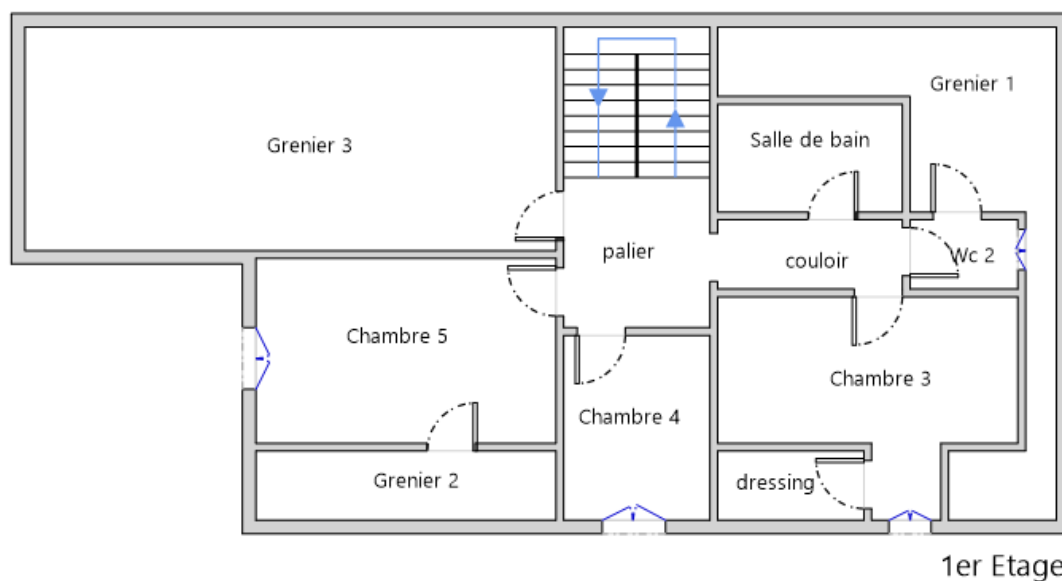 Grenier 1
Grenier 3
Salle de bain
palier
couloir
Wc 2
Chambre 5
Chambre 3
Chambre 4
Grenier 2
dressing
1er Etage